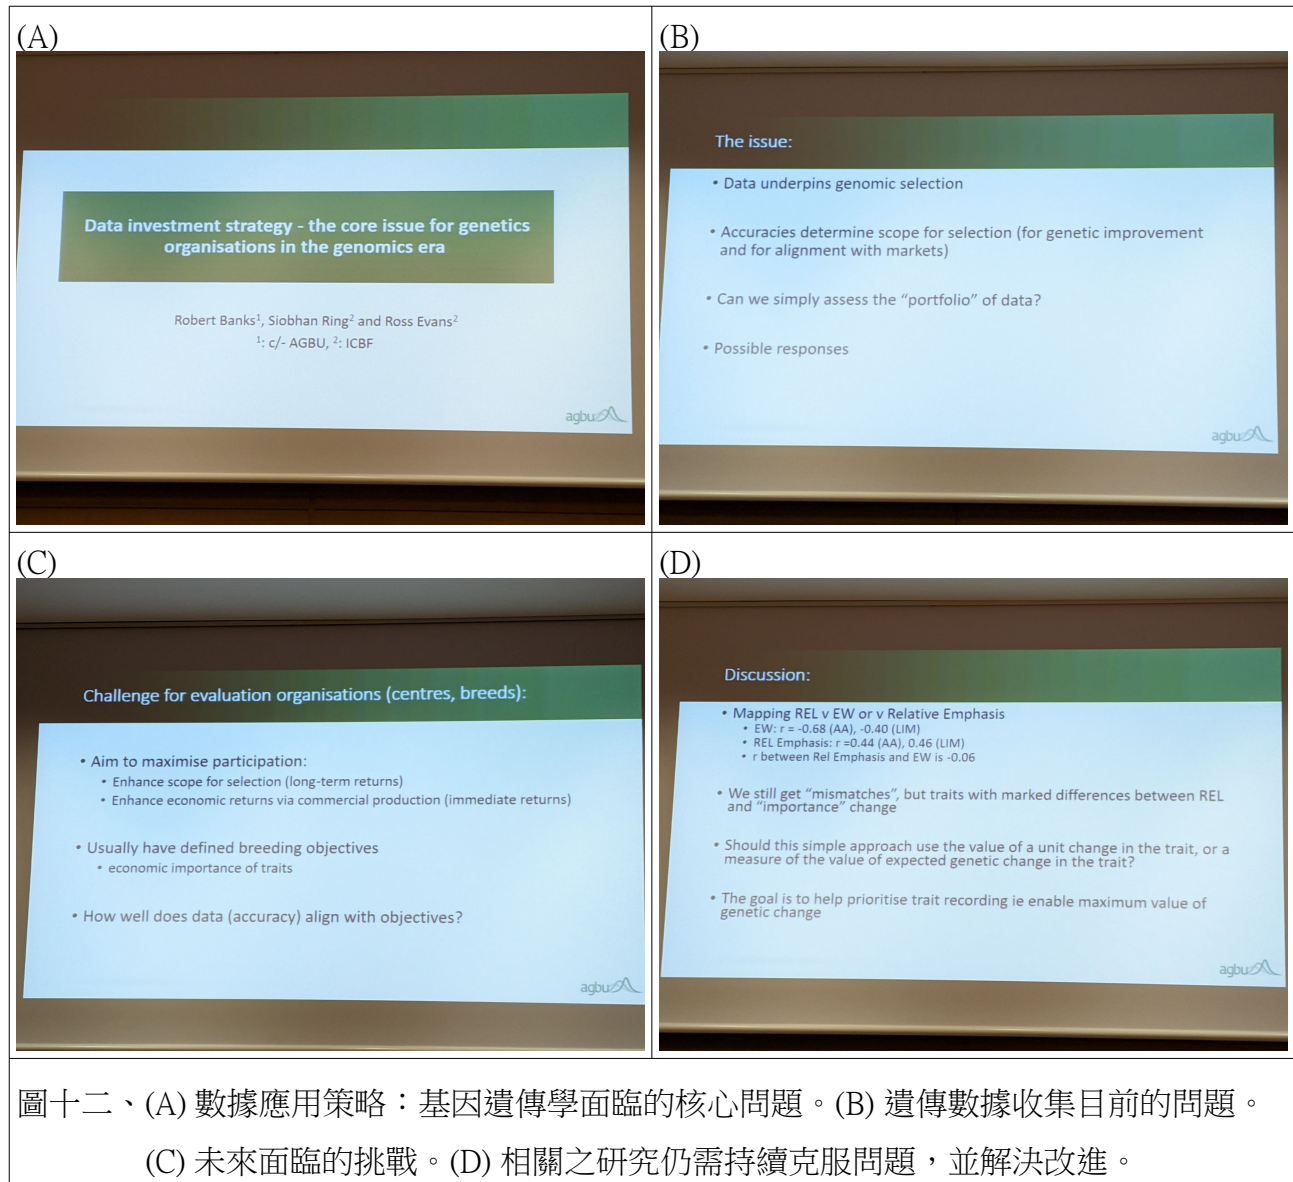 (A)
Data investment strategy - the core issue for genetics
organisations in the genomics era
Robert Banks¹, Siobhan Ring² and Ross Evans²
¹: c/- AGBU, ²: ICBF
agbu
(B)
The issue:
• Data underpins genomic selection
• Accuracies determine scope for selection (for genetic improvement
and for alignment with markets)
• Can we simply assess the “portfolio” of data?
• Possible responses
agbu
(C)
Challenge for evaluation organisations (centres, breeds):
• Aim to maximise participation:
• Enhance scope for selection (long-term returns)
• Enhance economic returns via commercial production (immediate returns)
• Usually have defined breeding objectives
• economic importance of traits
• How well does data (accuracy) align with objectives?
agbu
(D)
Discussion:
• Mapping REL v EW or v Relative Emphasis
• EW: r = -0.68 (AA), -0.40 (LIM)
• REL Emphasis: r =0.44 (AA), 0.46 (LIM)
• r between Rel Emphasis and EW is -0.06
• We still get “mismatches”, but traits with marked differences between REL
and “importance” change
• Should this simple approach use the value of a unit change in the trait, or a
measure of the value of expected genetic change in the trait?
• The goal is to help prioritise trait recording ie enable maximum value of
genetic change
agbu
圖十二、(A) 數據應用策略：基因遺傳學面臨的核心問題。(B) 遺傳數據收集目前的問題。
(C) 未來面臨的挑戰。(D) 相關之研究仍需持續克服問題，並解決改進。